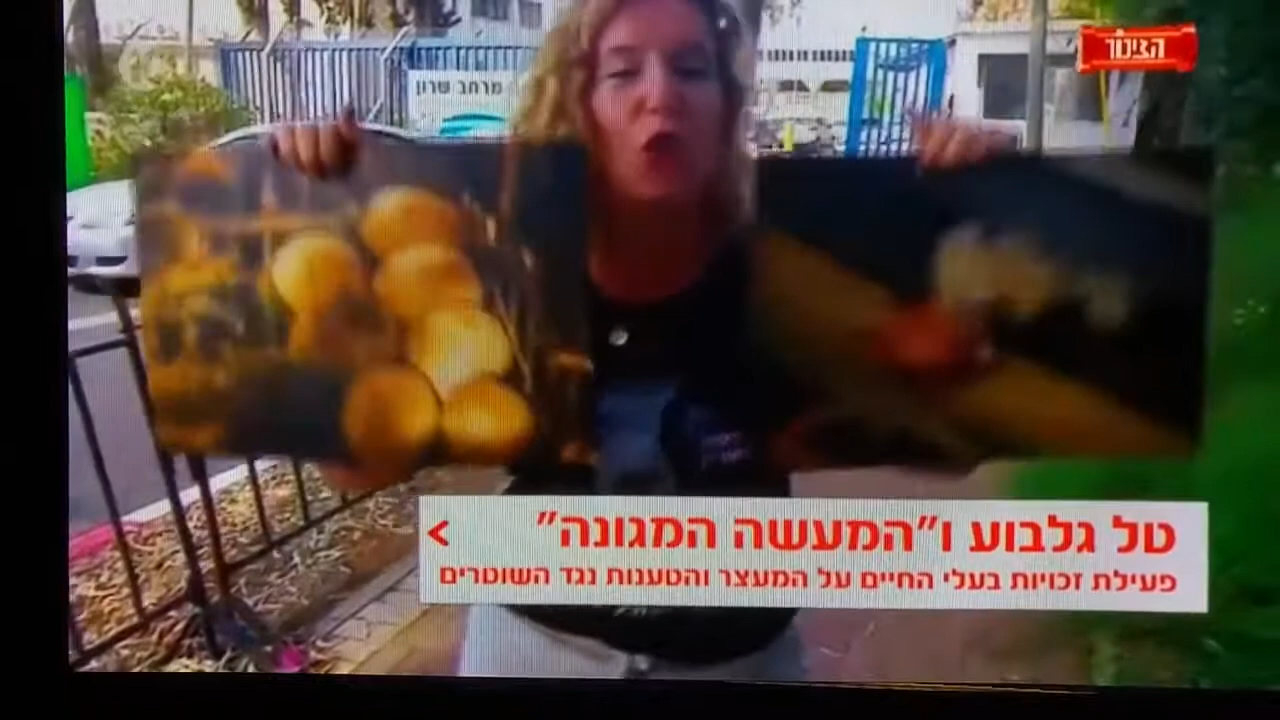 הצינור
מרחב שרון
טל גלבוע ו"המעשה המגונה"
פעילת זכויות בעלי החיים על המעצר והטענות נגד השוטרים